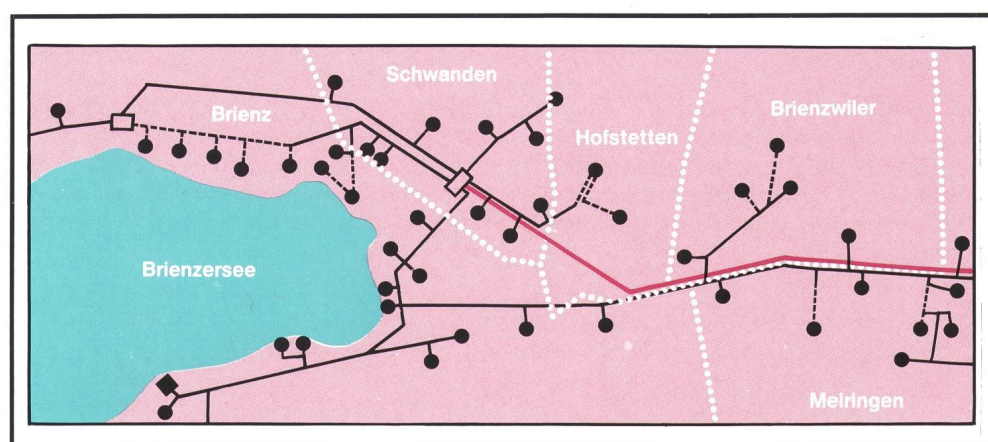 Schwanden
Brienz
Brienzwiler
Hofstetten
Brienzersee
Meiringen